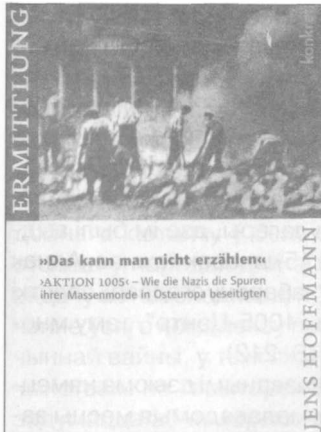 ERMITTLUNG
konkret
»Das kann man nicht erzählen«
›AKTION 1005‹ – Wie die Nazis die Spuren
ihrer Massenmorde in Osteuropa beseitigten
JENS HOFFMANN
1005